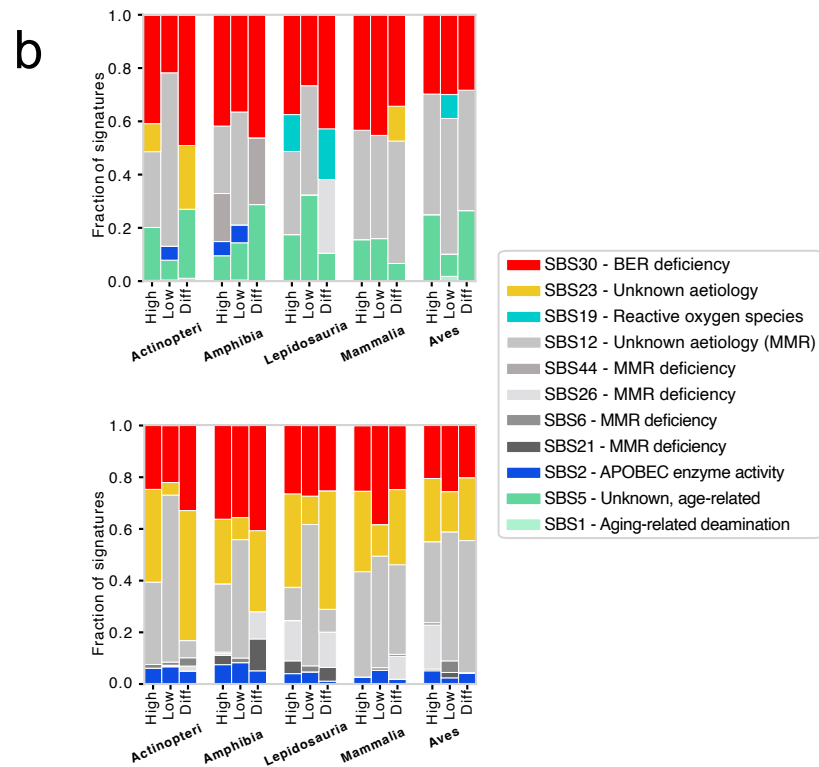 b
Fraction of signatures
1.0
0.8
0.6
0.4
0.2
0.0
High Low Diff High Low Diff High Low Diff High Low Diff High Low Diff
Actinopteri Amphibia Lepidosauria Mammalia Aves
SBS30 - BER deficiency
SBS23 - Unknown aetiology
SBS19 - Reactive oxygen species
SBS12 - Unknown aetiology (MMR)
SBS44 - MMR deficiency
SBS26 - MMR deficiency
SBS6 - MMR deficiency
SBS21 - MMR deficiency
SBS2 - APOBEC enzyme activity
SBS5 - Unknown, age-related
SBS1 - Aging-related deamination
Fraction of signatures
1.0
0.8
0.6
0.4
0.2
0.0
High Low Diff High Low Diff High Low Diff High Low Diff High Low Diff
Actinopteri Amphibia Lepidosauria Mammalia Aves